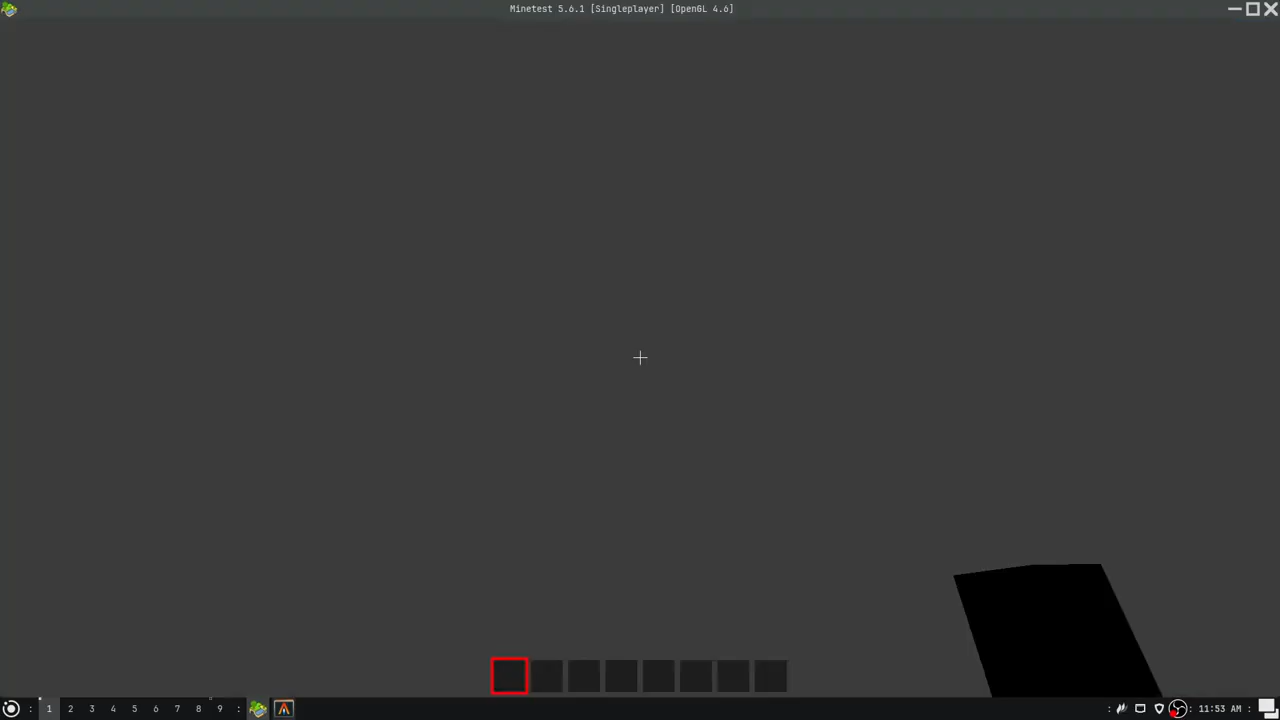 Minetest 5.6.1 [Singleplayer] [OpenGL 4.6]
: 1 2 3 4 5 6 7 8 9 : : : 11:53 AM :